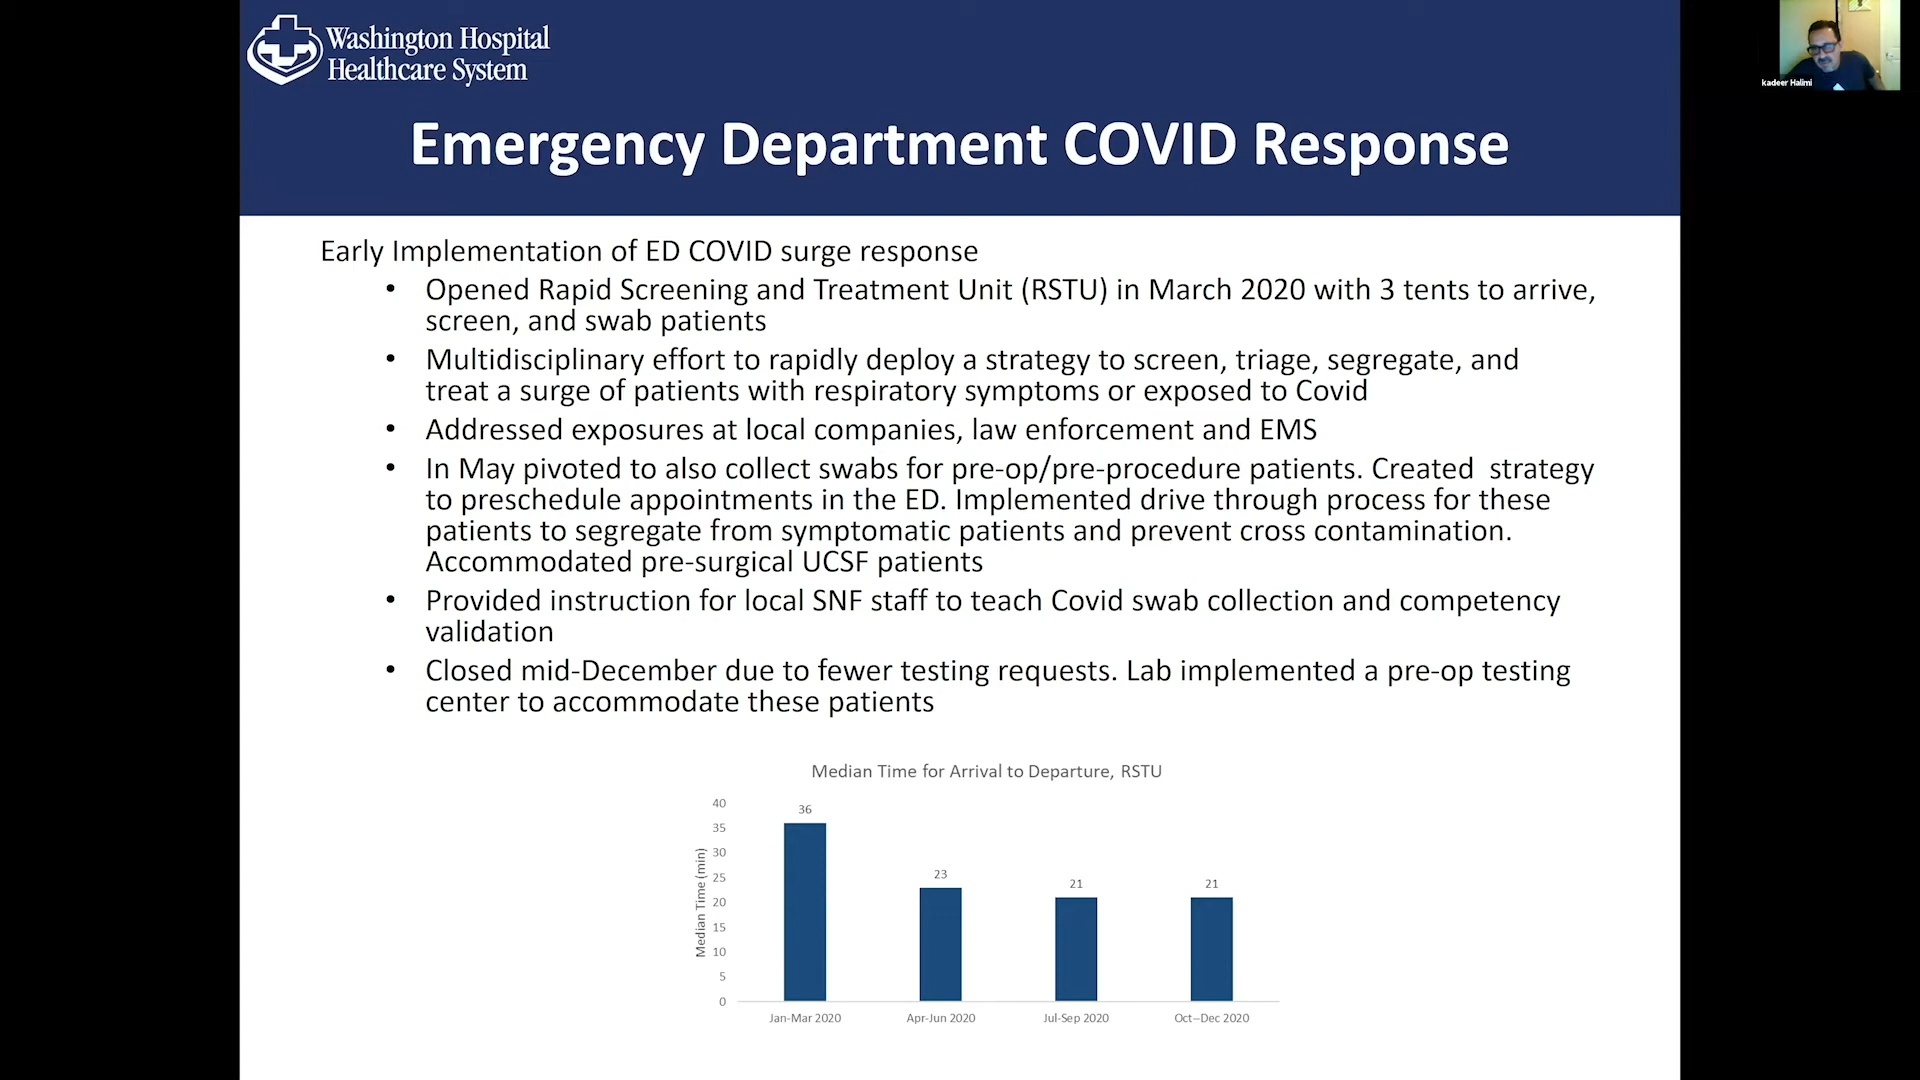 Washington Hospital
Healthcare System
kadeer Halimi
Emergency Department COVID Response
Early Implementation of ED COVID surge response
• Opened Rapid Screening and Treatment Unit (RSTU) in March 2020 with 3 tents to arrive,
screen, and swab patients
• Multidisciplinary effort to rapidly deploy a strategy to screen, triage, segregate, and
treat a surge of patients with respiratory symptoms or exposed to Covid
• Addressed exposures at local companies, law enforcement and EMS
• In May pivoted to also collect swabs for pre-op/pre-procedure patients. Created strategy
to preschedule appointments in the ED. Implemented drive through process for these
patients to segregate from symptomatic patients and prevent cross contamination.
Accommodated pre-surgical UCSF patients
• Provided instruction for local SNF staff to teach Covid swab collection and competency
validation
• Closed mid-December due to fewer testing requests. Lab implemented a pre-op testing
center to accommodate these patients
Median Time for Arrival to Departure, RSTU
Median Time (min)
40
35
30
25
20
15
10
5
0
36
23
21
21
Jan-Mar 2020
Apr-Jun 2020
Jul-Sep 2020
Oct--Dec 2020